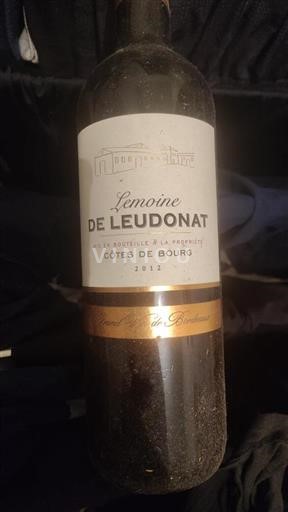 Lemoine
DE LEUDONAT
MIS EN BOUTEILLE À LA PROPRIÉTÉ
CÔTES DE BOURG
2012
Grand Vin de Bordeaux